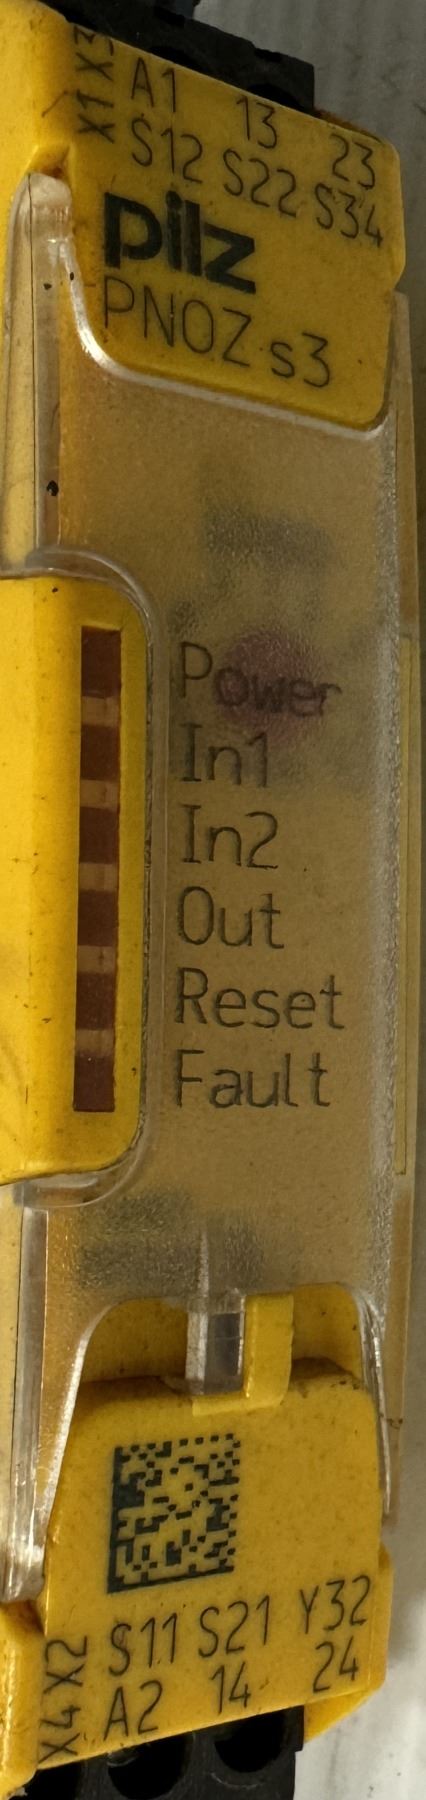 X3
A1 13 23
X1
S12 S22 S34
pilz
PNOZ s3
Power
In1
In2
Out
Reset
Fault
X2
S11 S21 Y32
X4
A2 14 24